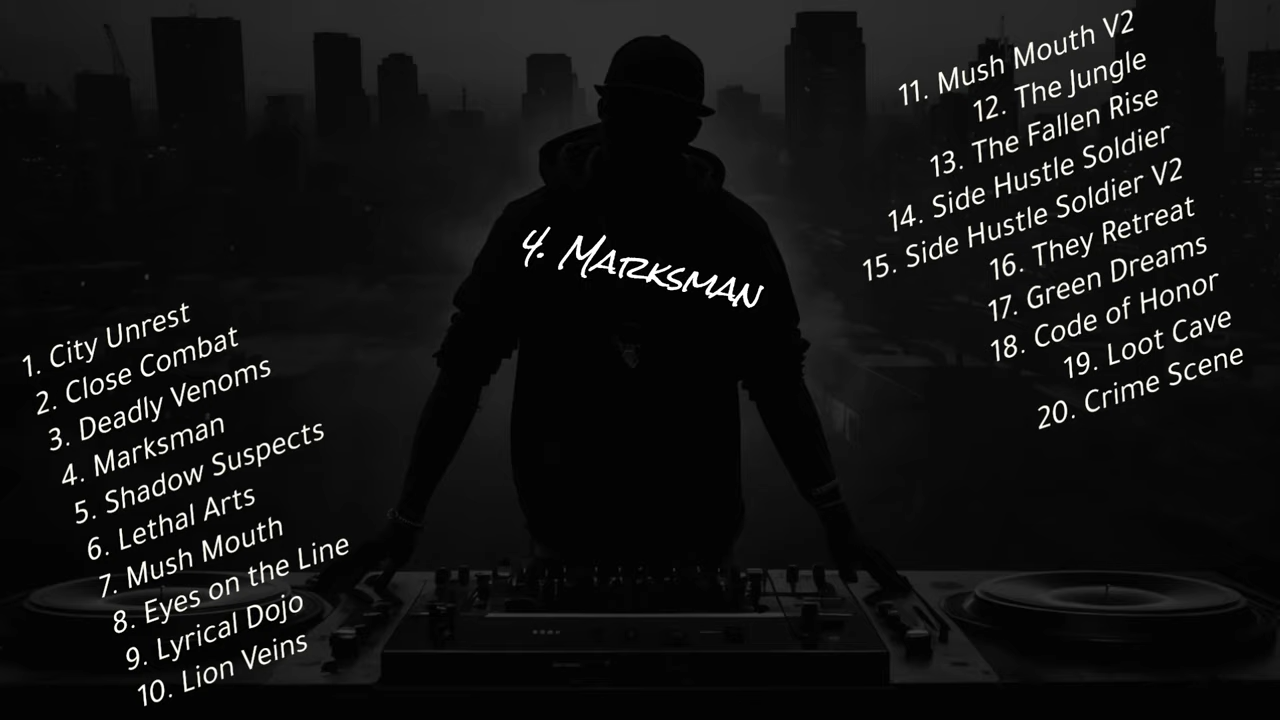 1. City Unrest
2. Close Combat
3. Deadly Venoms
4. Marksman
5. Shadow Suspects
6. Lethal Arts
7. Mush Mouth
8. Eyes on the Line
9. Lyrical Dojo
10. Lion Veins
4. Marksman
11. Mush Mouth V2
12. The Jungle
13. The Fallen Rise
14. Side Hustle Soldier
15. Side Hustle Soldier V2
16. They Retreat
17. Green Dreams
18. Code of Honor
19. Loot Cave
20. Crime Scene